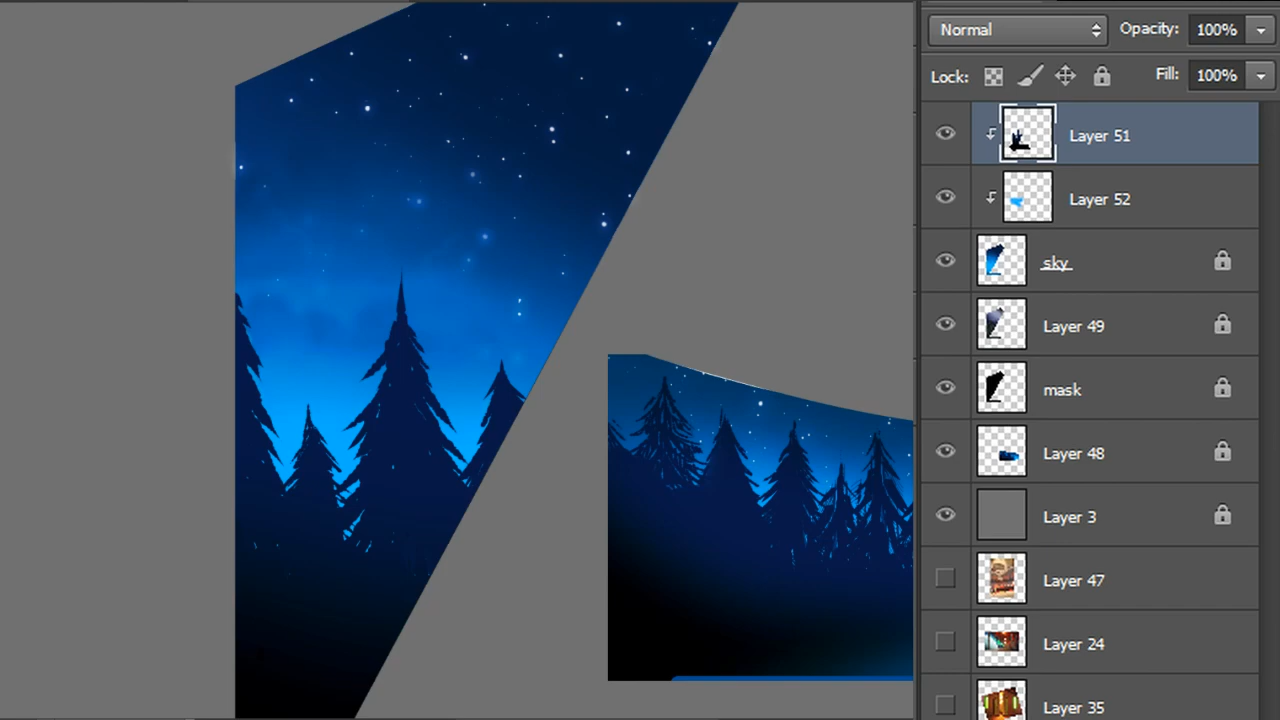 Normal
Opacity: 100%
Lock:
Fill: 100%
Layer 51
Layer 52
sky
Layer 49
mask
Layer 48
Layer 3
Layer 47
Layer 24
Layer 35